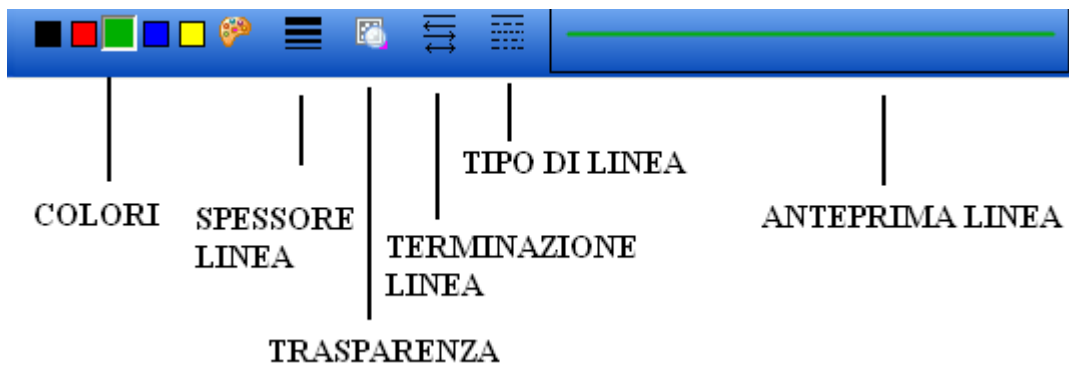 COLORI
SPESSORE
LINEA
TRASPARENZA
TERMINAZIONE
LINEA
TIPO DI LINEA
ANTEPRIMA LINEA